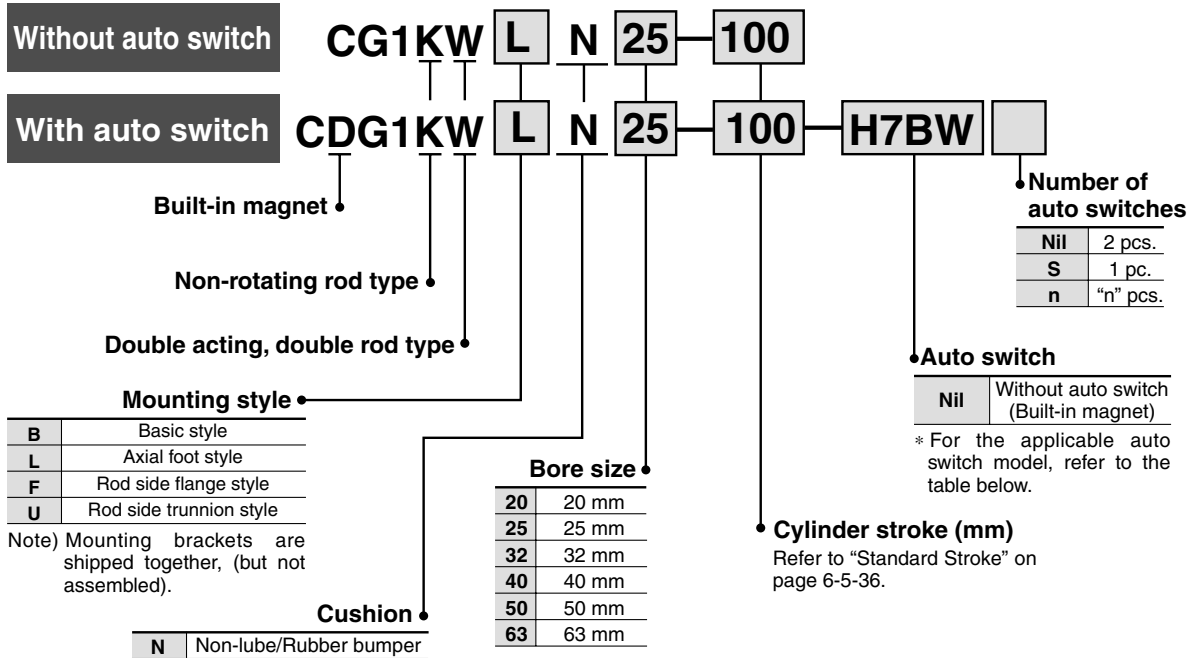 Without auto switch CG1KW L N 25 — 100
With auto switch CDG1KW L N 25 — 100 — H7BW
Built-in magnet
Number of
auto switches
Nil 2 pcs.
S 1 pc.
n “n” pcs.
Non-rotating rod type
Double acting, double rod type
Auto switch
Nil Without auto switch
(Built-in magnet)
* For the applicable auto
switch model, refer to the
table below.
Mounting style
B Basic style
L Axial foot style
F Rod side flange style
U Rod side trunnion style
Note) Mounting brackets are
shipped together, (but not
assembled).
Bore size
20 20 mm
25 25 mm
32 32 mm
40 40 mm
50 50 mm
63 63 mm
Cylinder stroke (mm)
Refer to “Standard Stroke” on
page 6-5-36.
Cushion
N Non-lube/Rubber bumper